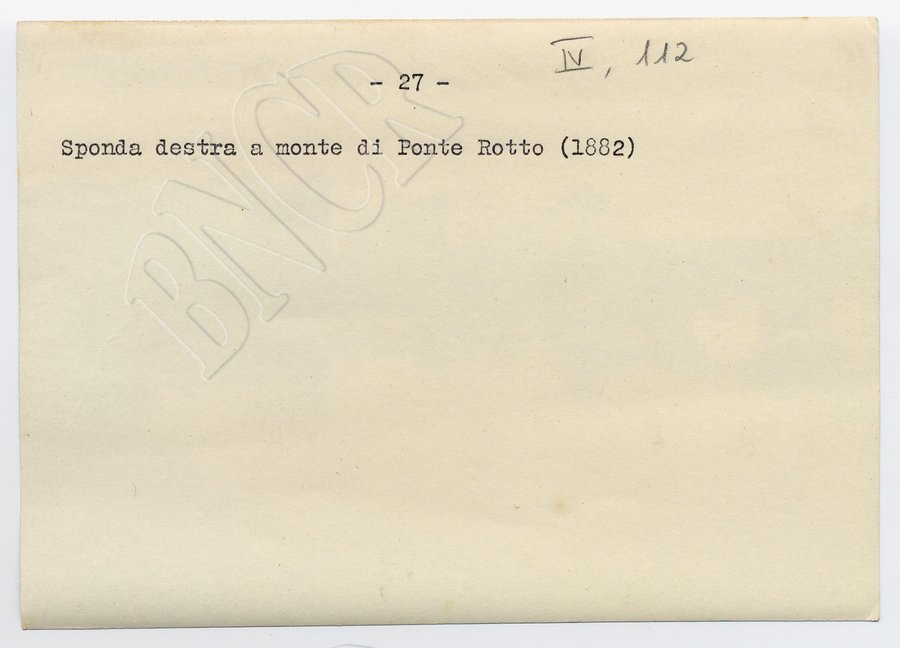 IV, 112
- 27 -
Sponda destra a monte di Ponte Rotto (1882)
BNCR